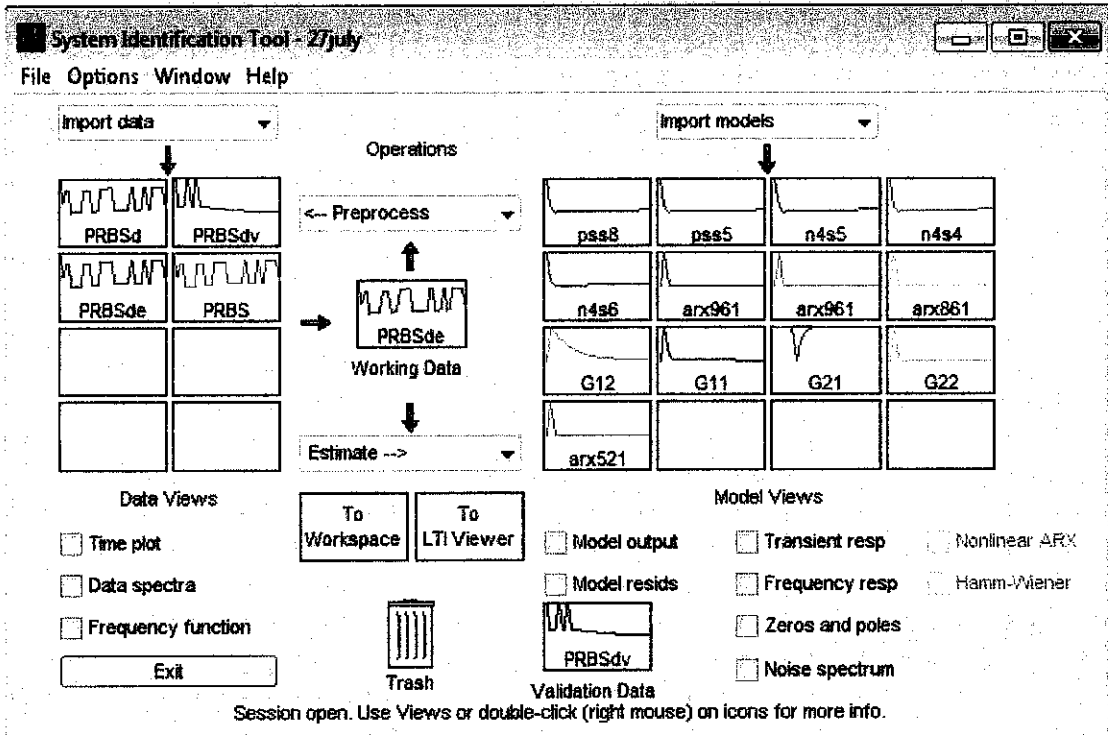 System Identification Tool - 27july
File Options Window Help
Import data
Import models
Operations
PRBSd PRBSdv
<-- Preprocess
pss8 pss5 n4s5 n4s4
PRBSde PRBS
PRBSde
n4s6 arx961 arx961 arx861
Working Data
G12 G11 G21 G22
Estimate -->
arx521
Data Views
To Workspace
To LTI Viewer
Model Views
Time plot
Model output
Transient resp
Nonlinear ARX
Data spectra
Model resids
Frequency resp
Hamm-Wiener
Frequency function
Zeros and poles
PRBSdv
Exit
Trash
Validation Data
Noise spectrum
Session open. Use Views or double-click (right mouse) on icons for more info.